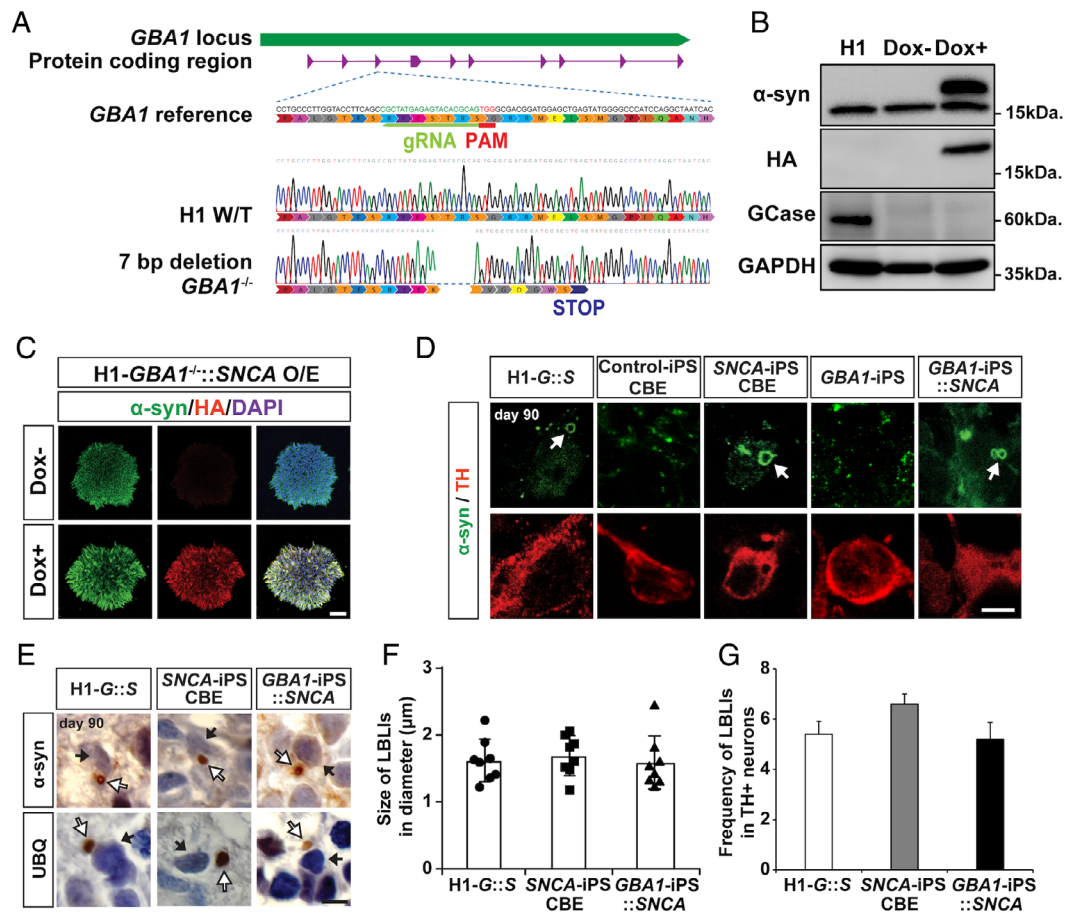 A
GBA1 locus
Protein coding region
GBA1 reference
CCTGCCCTTGGTACCTTCAGCCGCTATGAGAGTACACGCAGTGGGCGACGGATGGAGCTGAGTATGGGGCCCATCCAGGCTAATCAC
P A L G T F S R Y E S T R S G R R M E L S M G P I Q A N H
gRNA PAM
H1 W/T
7 bp deletion
GBA1-/-
STOP
B
H1 Dox- Dox+
α-syn
15kDa.
HA
15kDa.
GCase
60kDa.
GAPDH
35kDa.
C
H1-GBA1-/-::SNCA O/E
α-syn/HA/DAPI
Dox-
Dox+
D
H1-G::S
Control-iPS
CBE
SNCA-iPS
CBE
GBA1-iPS
GBA1-iPS
::SNCA
day 90
α-syn / TH
E
H1-G::S
SNCA-iPS
CBE
GBA1-iPS
::SNCA
day 90
α-syn
UBQ
F
Size of LBLIs
in diameter (μm)
3
2
1
0
H1-G::S
SNCA-iPS
CBE
GBA1-iPS
::SNCA
G
Frequency of LBLIs
in TH+ neurons
8
6
4
2
0
H1-G::S
SNCA-iPS
CBE
GBA1-iPS
::SNCA